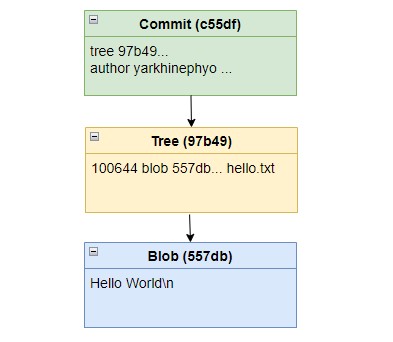 Commit (c55df)
tree 97b49...
author yarkhinephyo ...
Tree (97b49)
100644 blob 557db... hello.txt
Blob (557db)
Hello World\n